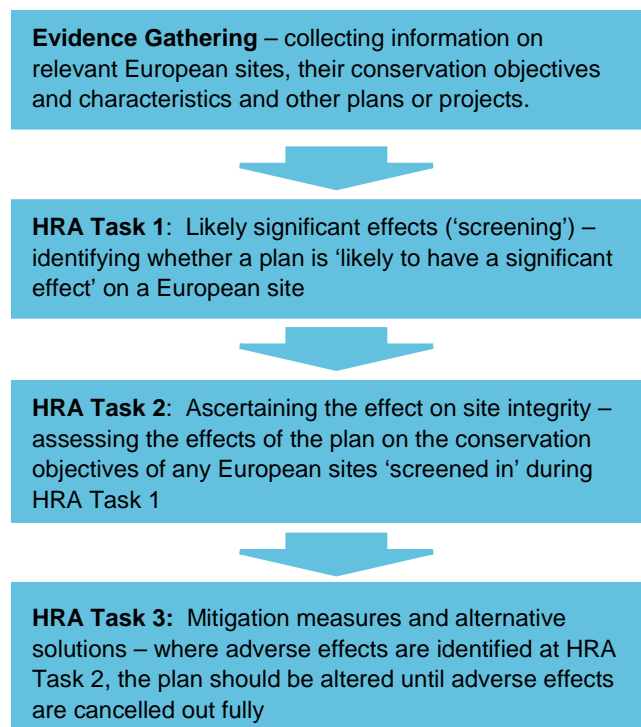 Evidence Gathering – collecting information on
relevant European sites, their conservation objectives
and characteristics and other plans or projects.
HRA Task 1:  Likely significant effects (‘screening’) –
identifying whether a plan is ‘likely to have a significant
effect’ on a European site
HRA Task 2:  Ascertaining the effect on site integrity –
assessing the effects of the plan on the conservation
objectives of any European sites ‘screened in’ during
HRA Task 1
HRA Task 3:  Mitigation measures and alternative
solutions – where adverse effects are identified at HRA
Task 2, the plan should be altered until adverse effects
are cancelled out fully